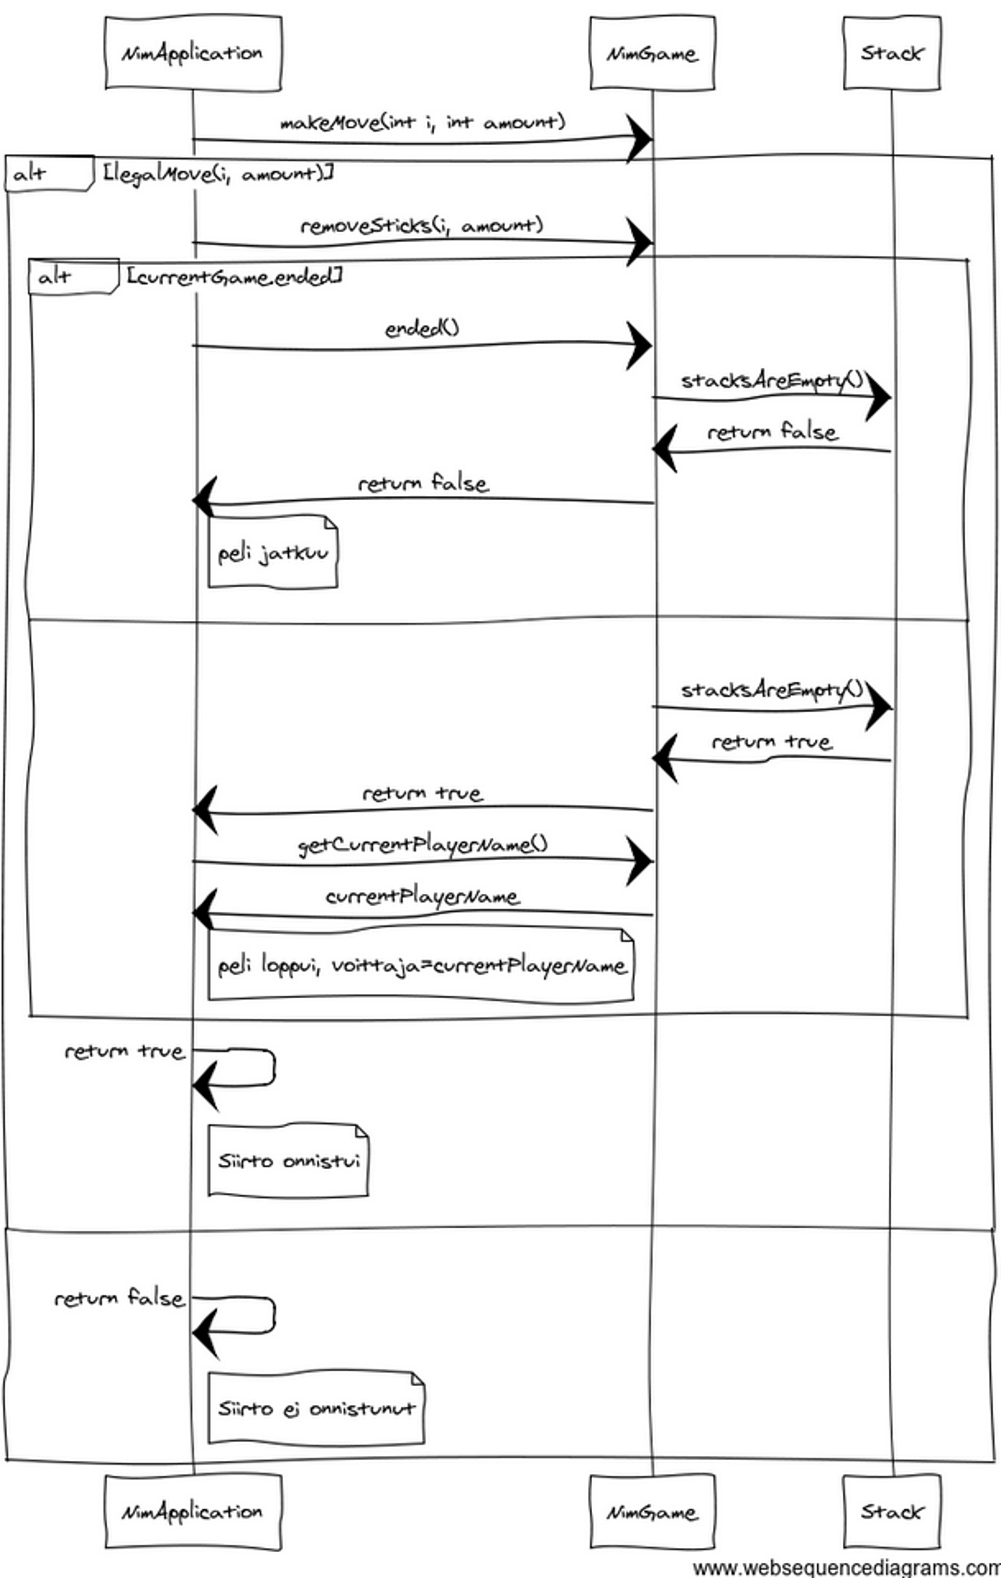 NimApplication NimGame Stack
makeMove(int i, int amount)
alt [legalMove(i, amount)]
removeSticks(i, amount)
alt [currentGame.ended]
ended()
stacksAreEmpty()
return false
return false
peli jatkuu
stacksAreEmpty()
return true
return true
getCurrentPlayerName()
currentPlayerName
peli loppui, voittaja=currentPlayerName
return true
Siirto onnistui
return false
Siirto ei onnistunut
NimApplication NimGame Stack
www.websequencediagrams.com